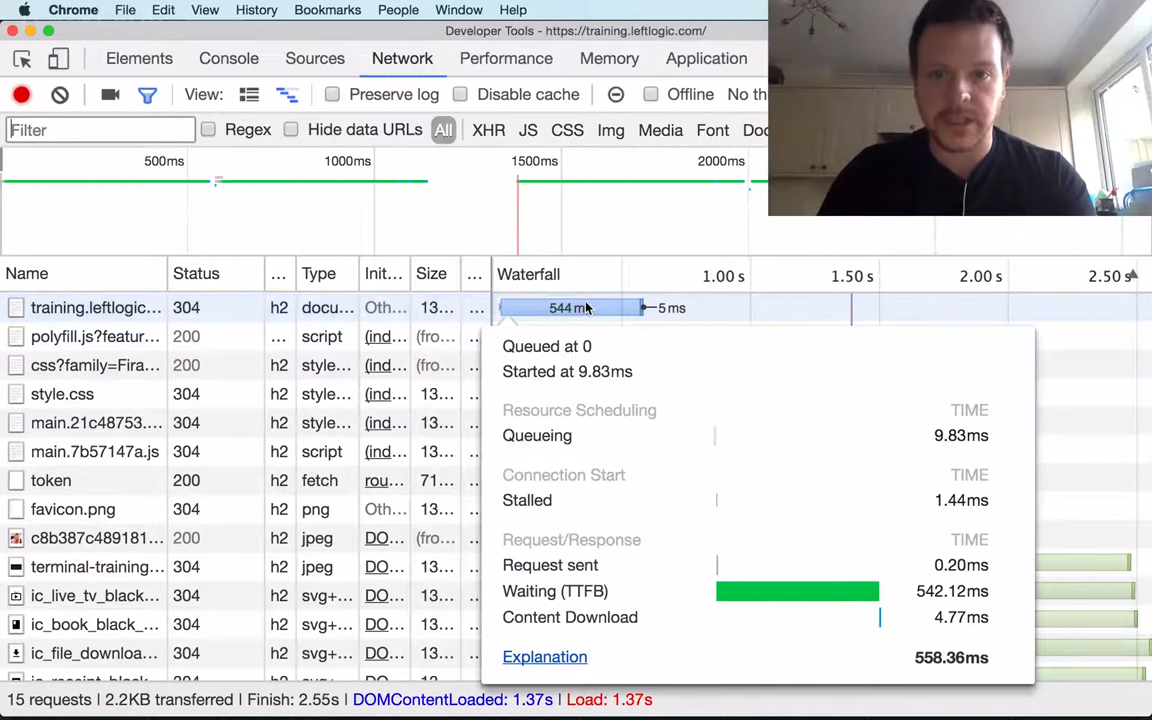 Chrome File Edit View History Bookmarks People Window Help
Developer Tools - https://training.leftlogic.com/
Elements Console Sources Network Performance Memory Application
View: Preserve log Disable cache Offline No th
Filter Regex Hide data URLs All XHR JS CSS Img Media Font Doc
500ms 1000ms 1500ms 2000ms
Name Status ... Type Init... Size ... Waterfall 1.00 s 1.50 s 2.00 s 2.50 s
training.leftlogic... 304 h2 docu... Oth... 13... ... 544 m 5 ms
polyfill.js?featur... 200 ... script (ind... (fro... ...
css?family=Fira... 200 h2 style... (ind... (fro... ...
style.css 304 h2 style... (ind... 13... ...
main.21c48753.... 304 h2 style... (ind... 13... ...
main.7b57147a.js 304 h2 script (ind... 13... ...
token 200 h2 fetch rou... 71... ...
favicon.png 304 h2 png Oth... 13... ...
c8b387c489181... 200 h2 jpeg DO... (fro... ...
terminal-training... 304 h2 jpeg DO... 13... ...
ic_live_tv_black... 304 h2 svg+... DO... 13... ...
ic_book_black_... 304 h2 svg+... DO... 13... ...
ic_file_downloa... 304 h2 svg+... DO... 13... ...
ic_receipt_black... 304 h2 svg+... DO... 13... ...
Queued at 0
Started at 9.83ms
Resource Scheduling TIME
Queueing 9.83ms
Connection Start TIME
Stalled 1.44ms
Request/Response TIME
Request sent 0.20ms
Waiting (TTFB) 542.12ms
Content Download 4.77ms
Explanation 558.36ms
15 requests | 2.2KB transferred | Finish: 2.55s | DOMContentLoaded: 1.37s | Load: 1.37s